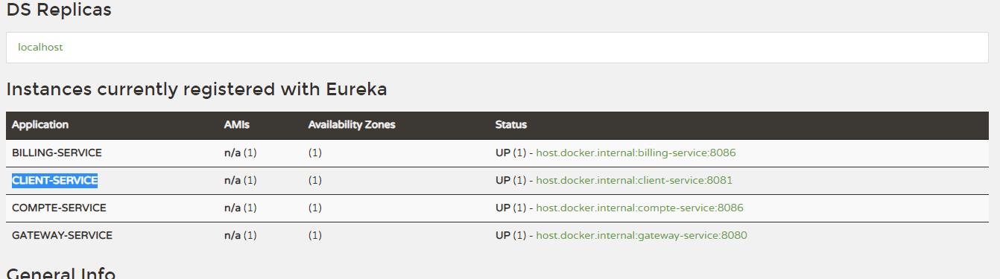 DS Replicas
localhost
Instances currently registered with Eureka
Application AMIs Availability Zones Status
BILLING-SERVICE n/a (1) (1) UP (1) - host.docker.internal:billing-service:8086
CLIENT-SERVICE n/a (1) (1) UP (1) - host.docker.internal:client-service:8081
COMPTE-SERVICE n/a (1) (1) UP (1) - host.docker.internal:compte-service:8086
GATEWAY-SERVICE n/a (1) (1) UP (1) - host.docker.internal:gateway-service:8080
General Info